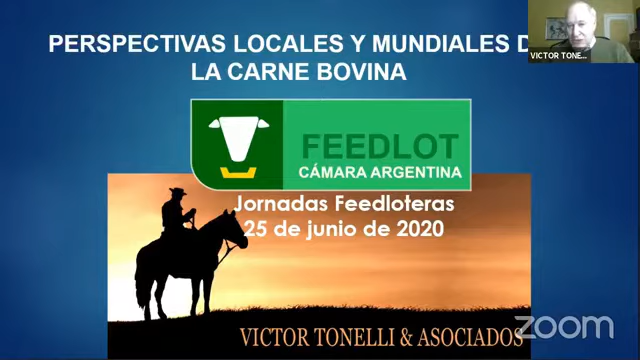 PERSPECTIVAS LOCALES Y MUNDIALES D
LA CARNE BOVINA
VICTOR TONE...
FEEDLOT
CÁMARA ARGENTINA
Jornadas Feedloteras
25 de junio de 2020
VICTOR TONELLI & ASOCIADOS
zoom